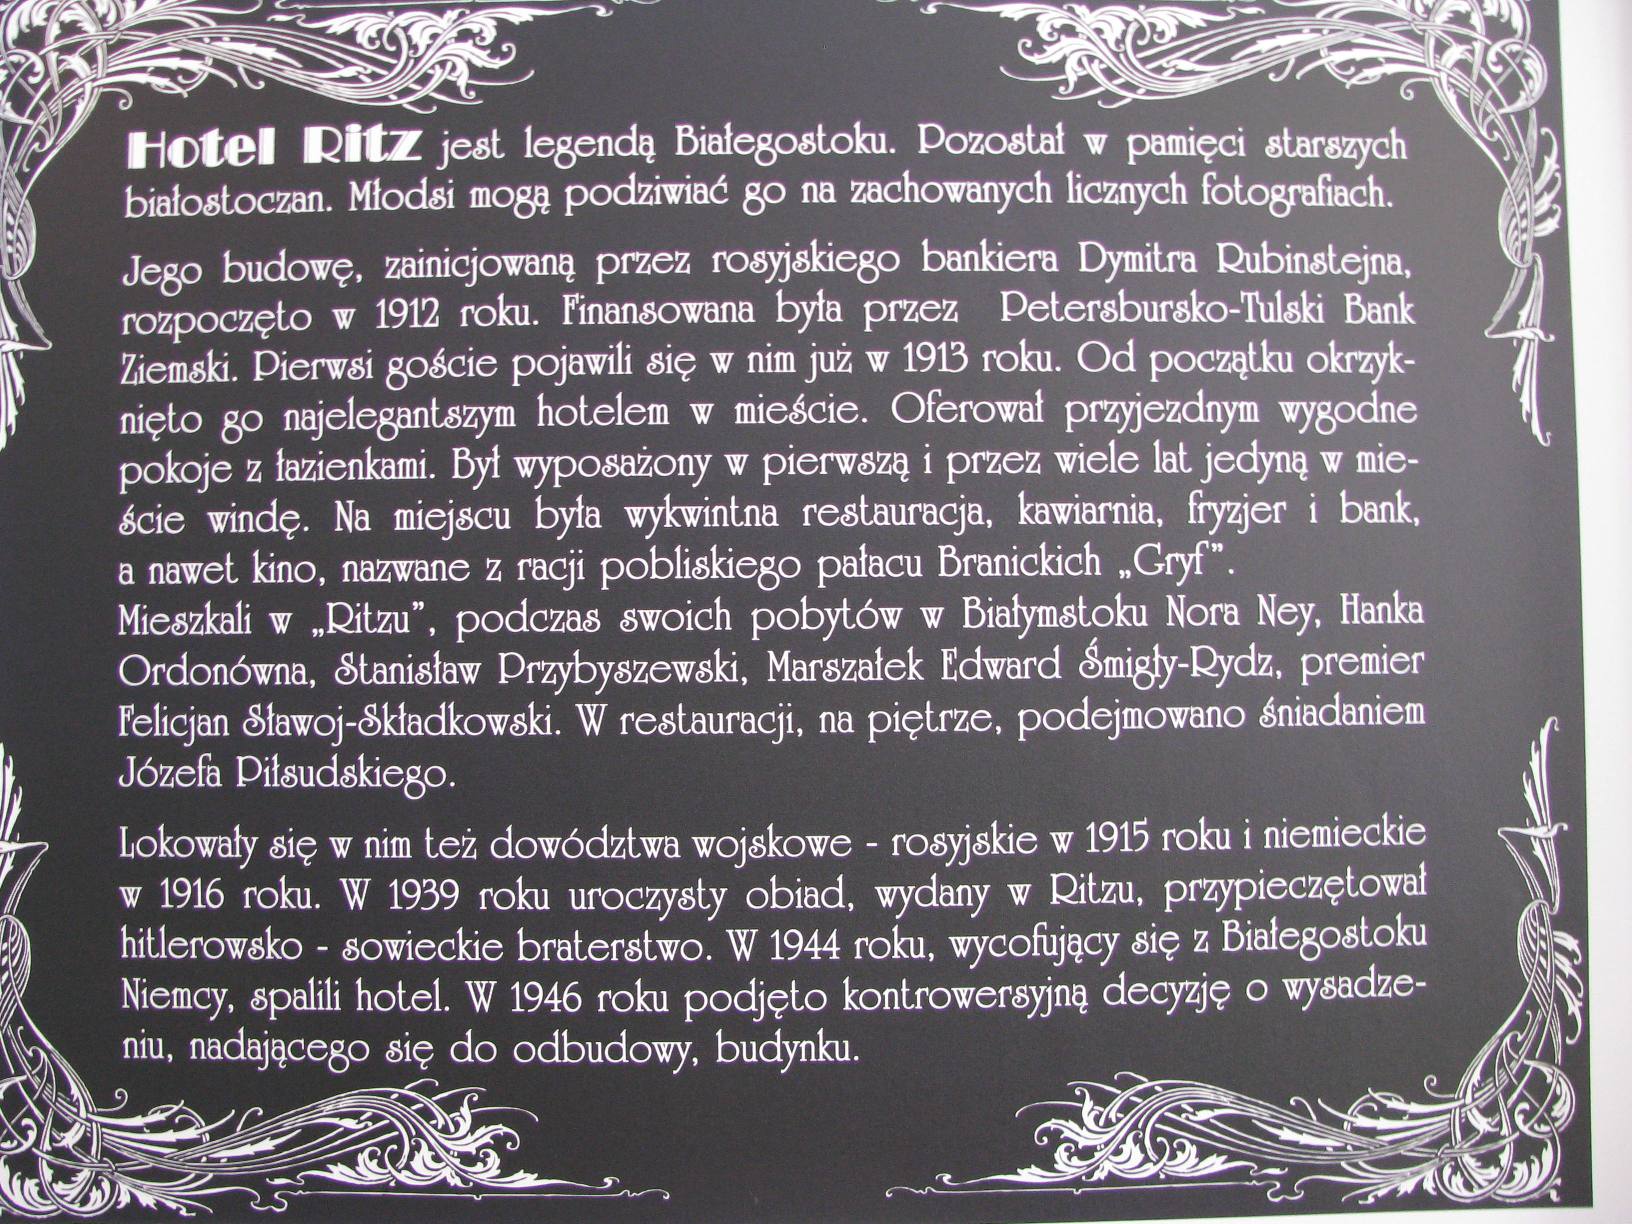 Hotel Ritz jest legendą Białegostoku. Pozostał w pamięci starszych
białostoczan. Młodsi mogą podziwiać go na zachowanych licznych fotografiach.
Jego budowę, zainicjowaną przez rosyjskiego bankiera Dymitra Rubinstejna,
rozpoczęto w 1912 roku. Finansowana była przez Petersbursko-Tulski Bank
Ziemski. Pierwsi goście pojawili się w nim już w 1913 roku. Od początku okrzyk-
nięto go najelegantszym hotelem w mieście. Oferował przyjezdnym wygodne
pokoje z łazienkami. Był wyposażony w pierwszą i przez wiele lat jedyną w mie-
ście windę. Na miejscu była wykwintna restauracja, kawiarnia, fryzjer i bank,
a nawet kino, nazwane z racji pobliskiego pałacu Branickich „Gryf”.
Mieszkali w „Ritzu”, podczas swoich pobytów w Białymstoku Nora Ney, Hanka
Ordonówna, Stanisław Przybyszewski, Marszałek Edward Śmigły-Rydz, premier
Felicjan Sławoj-Składkowski. W restauracji, na piętrze, podejmowano śniadaniem
Józefa Piłsudskiego.
Lokowały się w nim też dowództwa wojskowe - rosyjskie w 1915 roku i niemieckie
w 1916 roku. W 1939 roku uroczysty obiad, wydany w Ritzu, przypieczętował
hitlerowsko - sowieckie braterstwo. W 1944 roku, wycofujący się z Białegostoku
Niemcy, spalili hotel. W 1946 roku podjęto kontrowersyjną decyzję o wysadze-
niu, nadającego się do odbudowy, budynku.